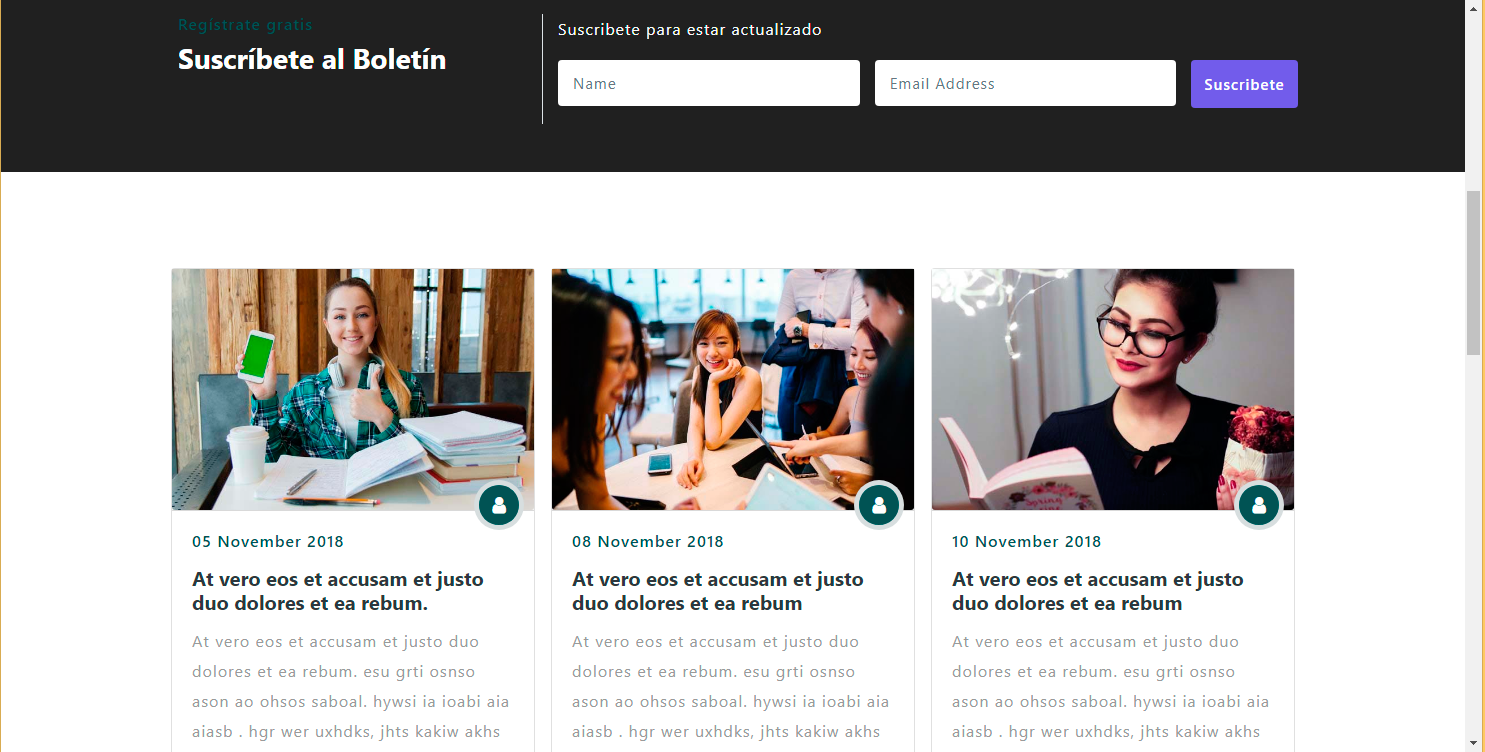 Regístrate gratis
Suscríbete al Boletín
Suscribete para estar actualizado
Name
Email Address
Suscribete
05 November 2018
At vero eos et accusam et justo
duo dolores et ea rebum.
At vero eos et accusam et justo duo
dolores et ea rebum. esu grti osnso
ason ao ohsos saboal. hywsi ia ioabi aia
aiasb . hgr wer uxhdks, jhts kakiw akhs
08 November 2018
At vero eos et accusam et justo
duo dolores et ea rebum
At vero eos et accusam et justo duo
dolores et ea rebum. esu grti osnso
ason ao ohsos saboal. hywsi ia ioabi aia
aiasb . hgr wer uxhdks, jhts kakiw akhs
10 November 2018
At vero eos et accusam et justo
duo dolores et ea rebum
At vero eos et accusam et justo duo
dolores et ea rebum. esu grti osnso
ason ao ohsos saboal. hywsi ia ioabi aia
aiasb . hgr wer uxhdks, jhts kakiw akhs